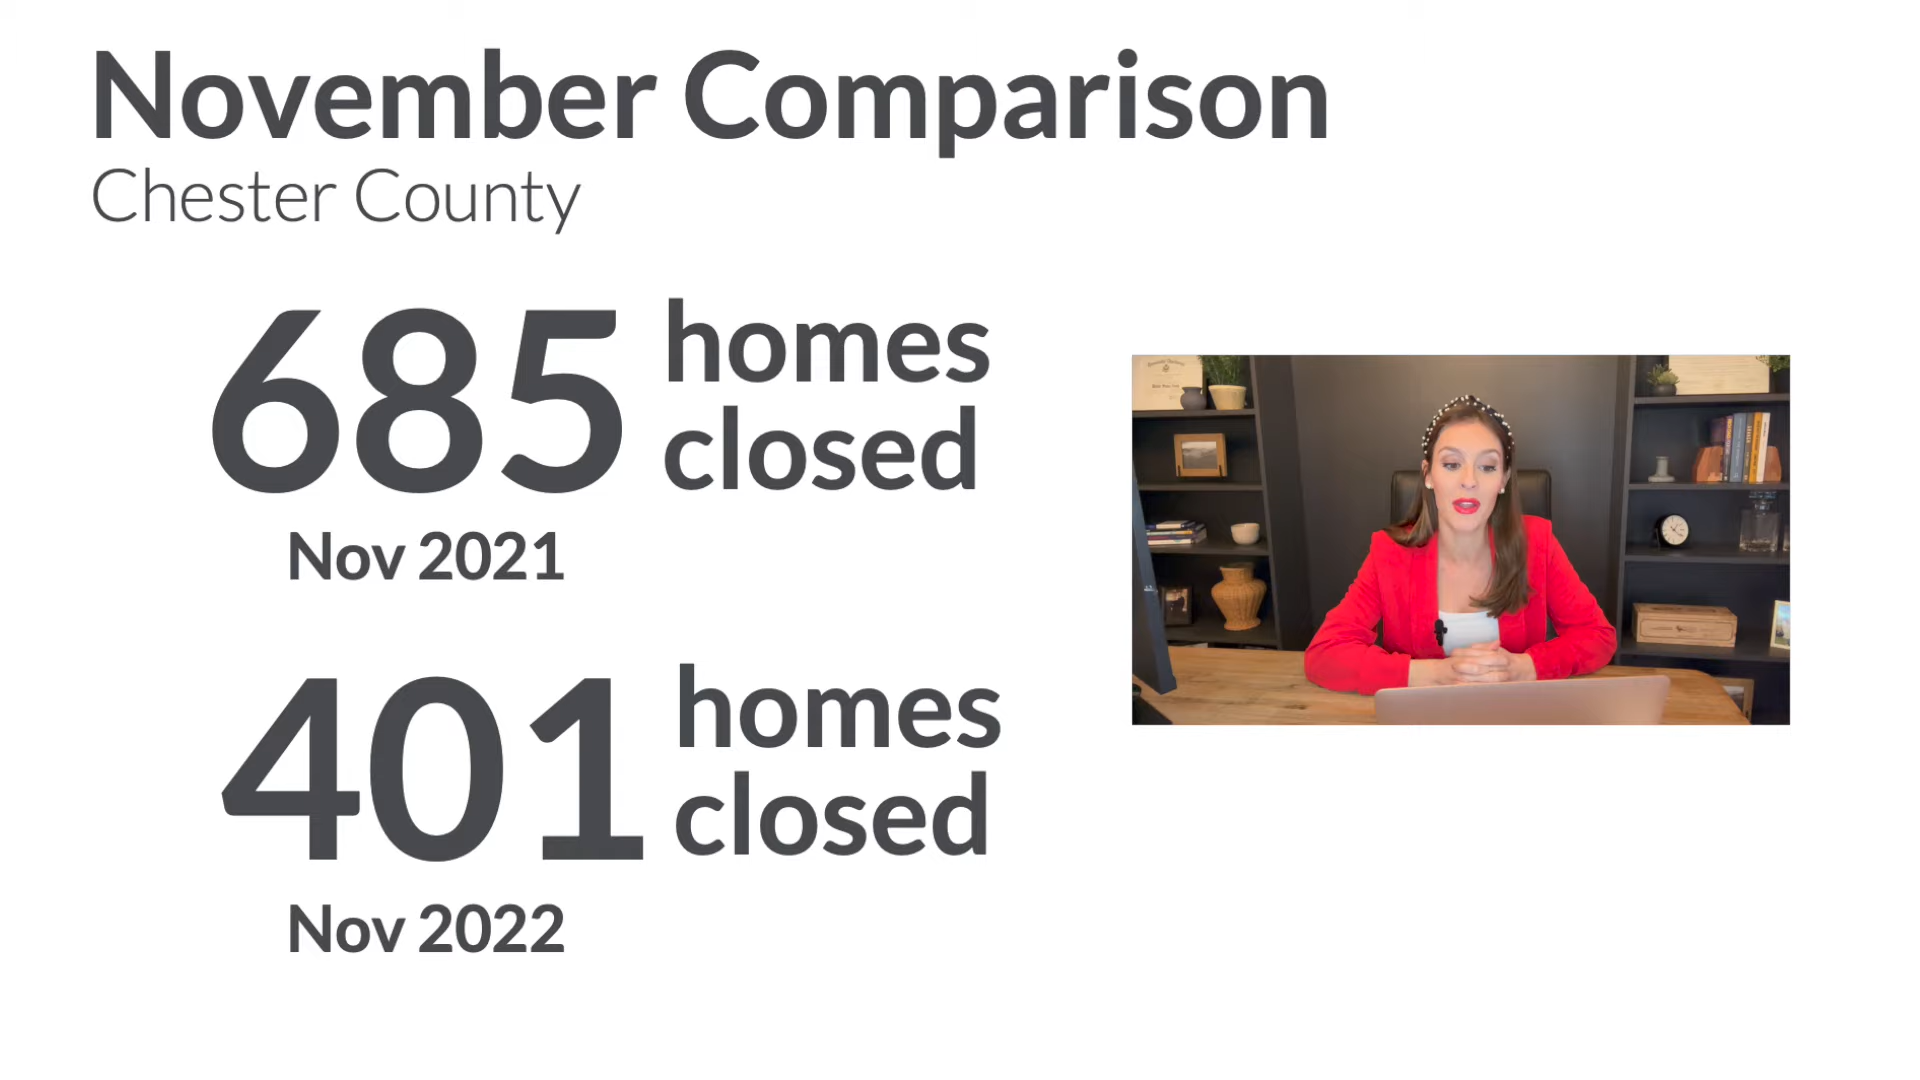 November Comparison
Chester County
685 homes
closed
Nov 2021
401 homes
closed
Nov 2022